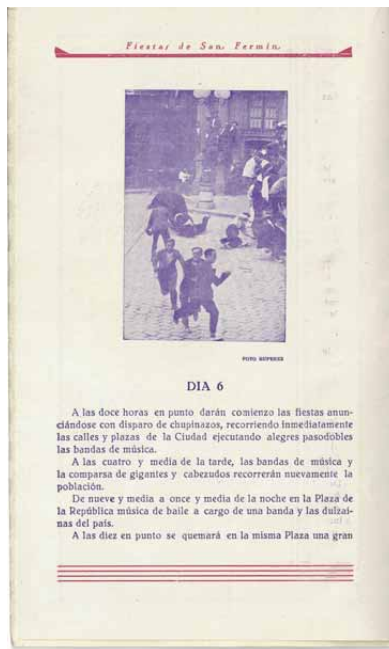 Fiestas de San Fermín.
FOTO RUPEREZ
DIA 6
A las doce horas en punto darán comienzo las fiestas anun-
ciándose con disparo de chupinazos, recorriendo inmediatamente
las calles y plazas de la Ciudad ejecutando alegres pasodobles
las bandas de música.
A las cuatro y media de la tarde, las bandas de música y
la comparsa de gigantes y cabezudos recorrerán nuevamente la
población.
De nueve y media a once y media de la noche en la Plaza de
la República música de baile a cargo de una banda y las dulzai-
nas del país.
A las diez en punto se quemará en la misma Plaza una gran